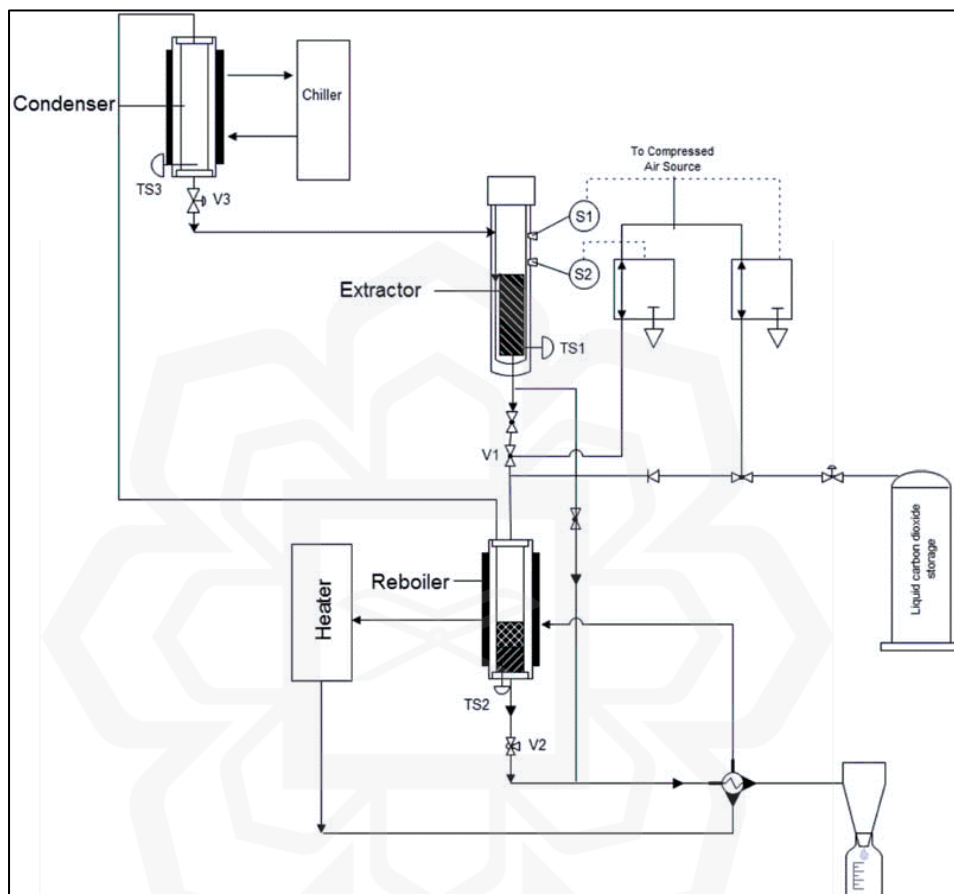 Condenser
Chiller
TS3
V3
To Compressed
Air Source
S1
S2
Extractor
TS1
V1
Liquid carbon dioxide
storage
Heater
Reboiler
TS2
V2